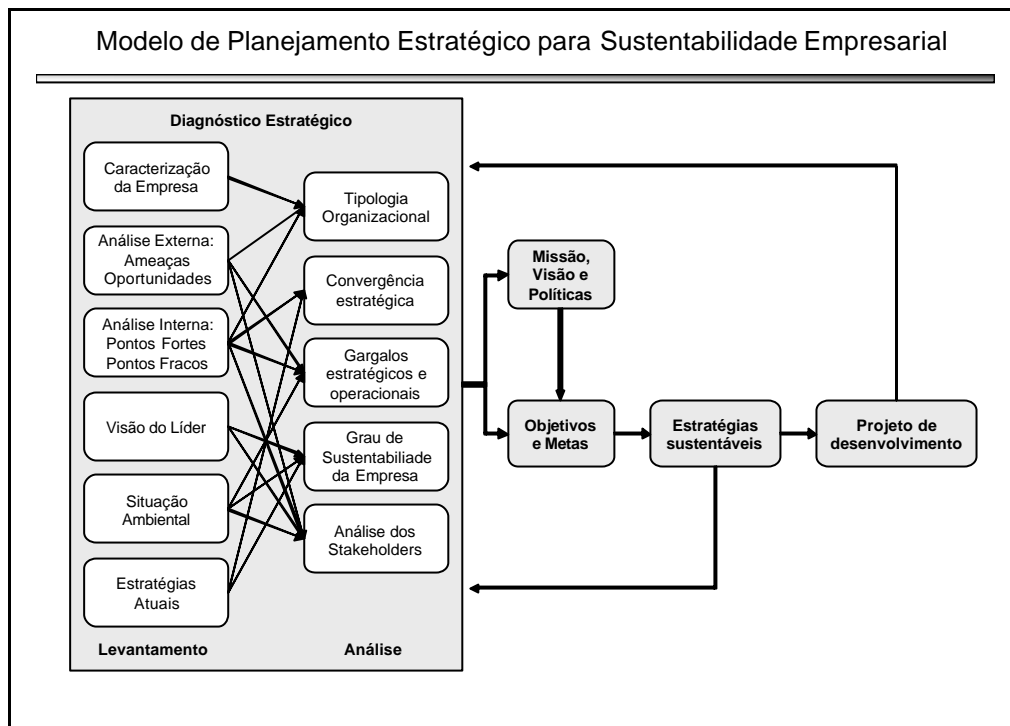 Modelo de Planejamento Estratégico para Sustentabilidade Empresarial
Diagnóstico Estratégico
Caracterização
da Empresa
Análise Externa:
Ameaças
Oportunidades
Análise Interna:
Pontos Fortes
Pontos Fracos
Visão do Líder
Situação
Ambiental
Estratégias
Atuais
Levantamento
Tipologia
Organizacional
Convergência
estratégica
Gargalos
estratégicos e
operacionais
Grau de
Sustentabiliade
da Empresa
Análise dos
Stakeholders
Análise
Missão,
Visão e
Políticas
Objetivos
e Metas
Estratégias
sustentáveis
Projeto de
desenvolvimento